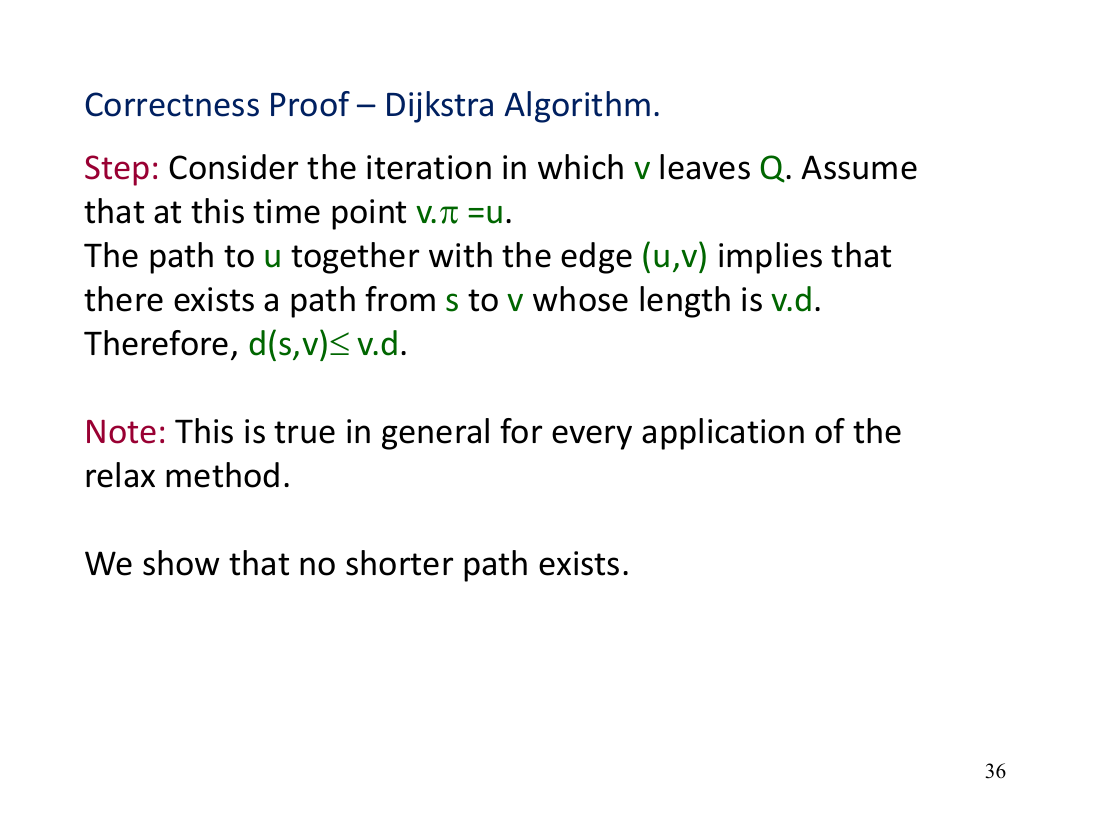 Correctness Proof – Dijkstra Algorithm.
Step: Consider the iteration in which v leaves Q. Assume
that at this time point v.π =u.
The path to u together with the edge (u,v) implies that
there exists a path from s to v whose length is v.d.
Therefore, d(s,v)≤ v.d.
Note: This is true in general for every application of the
relax method.
We show that no shorter path exists.
36